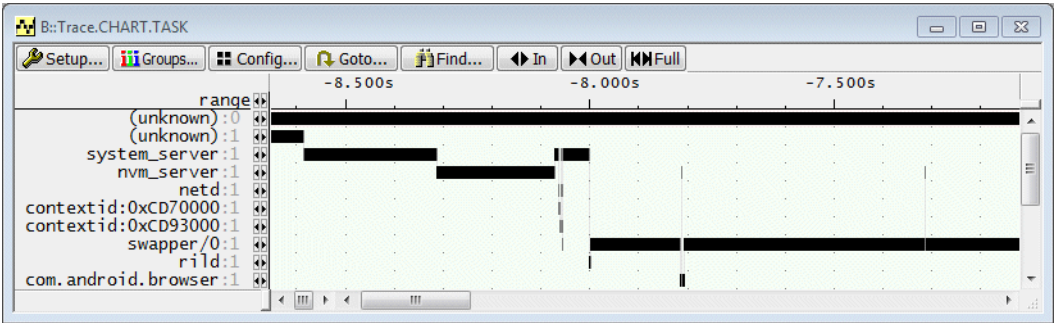 B::Trace.CHART.TASK
Setup... Groups... Config... Goto... Find... In Out Full
-8.500s -8.000s -7.500s
range
(unknown):0
(unknown):1
system_server:1
nvm_server:1
netd:1
contextid:0xCD70000:1
contextid:0xCD93000:1
swapper/0:1
rild:1
com.android.browser:1